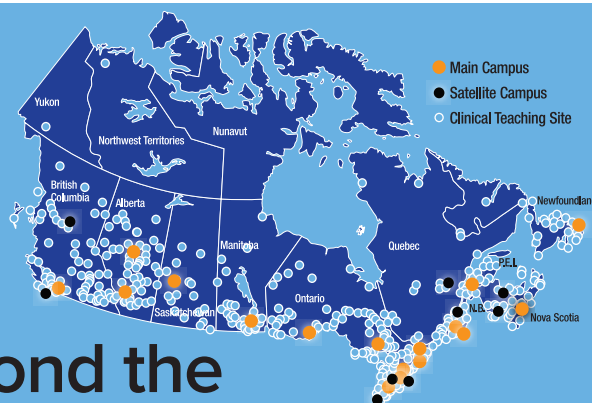 Main Campus
Satellite Campus
Clinical Teaching Site
Yukon
Northwest Territories
Nunavut
British
Columbia
Alberta
Saskatchewan
Manitoba
Ontario
Quebec
Newfoundlan
P.E.I.
N.B.
Nova Scotia
ond the